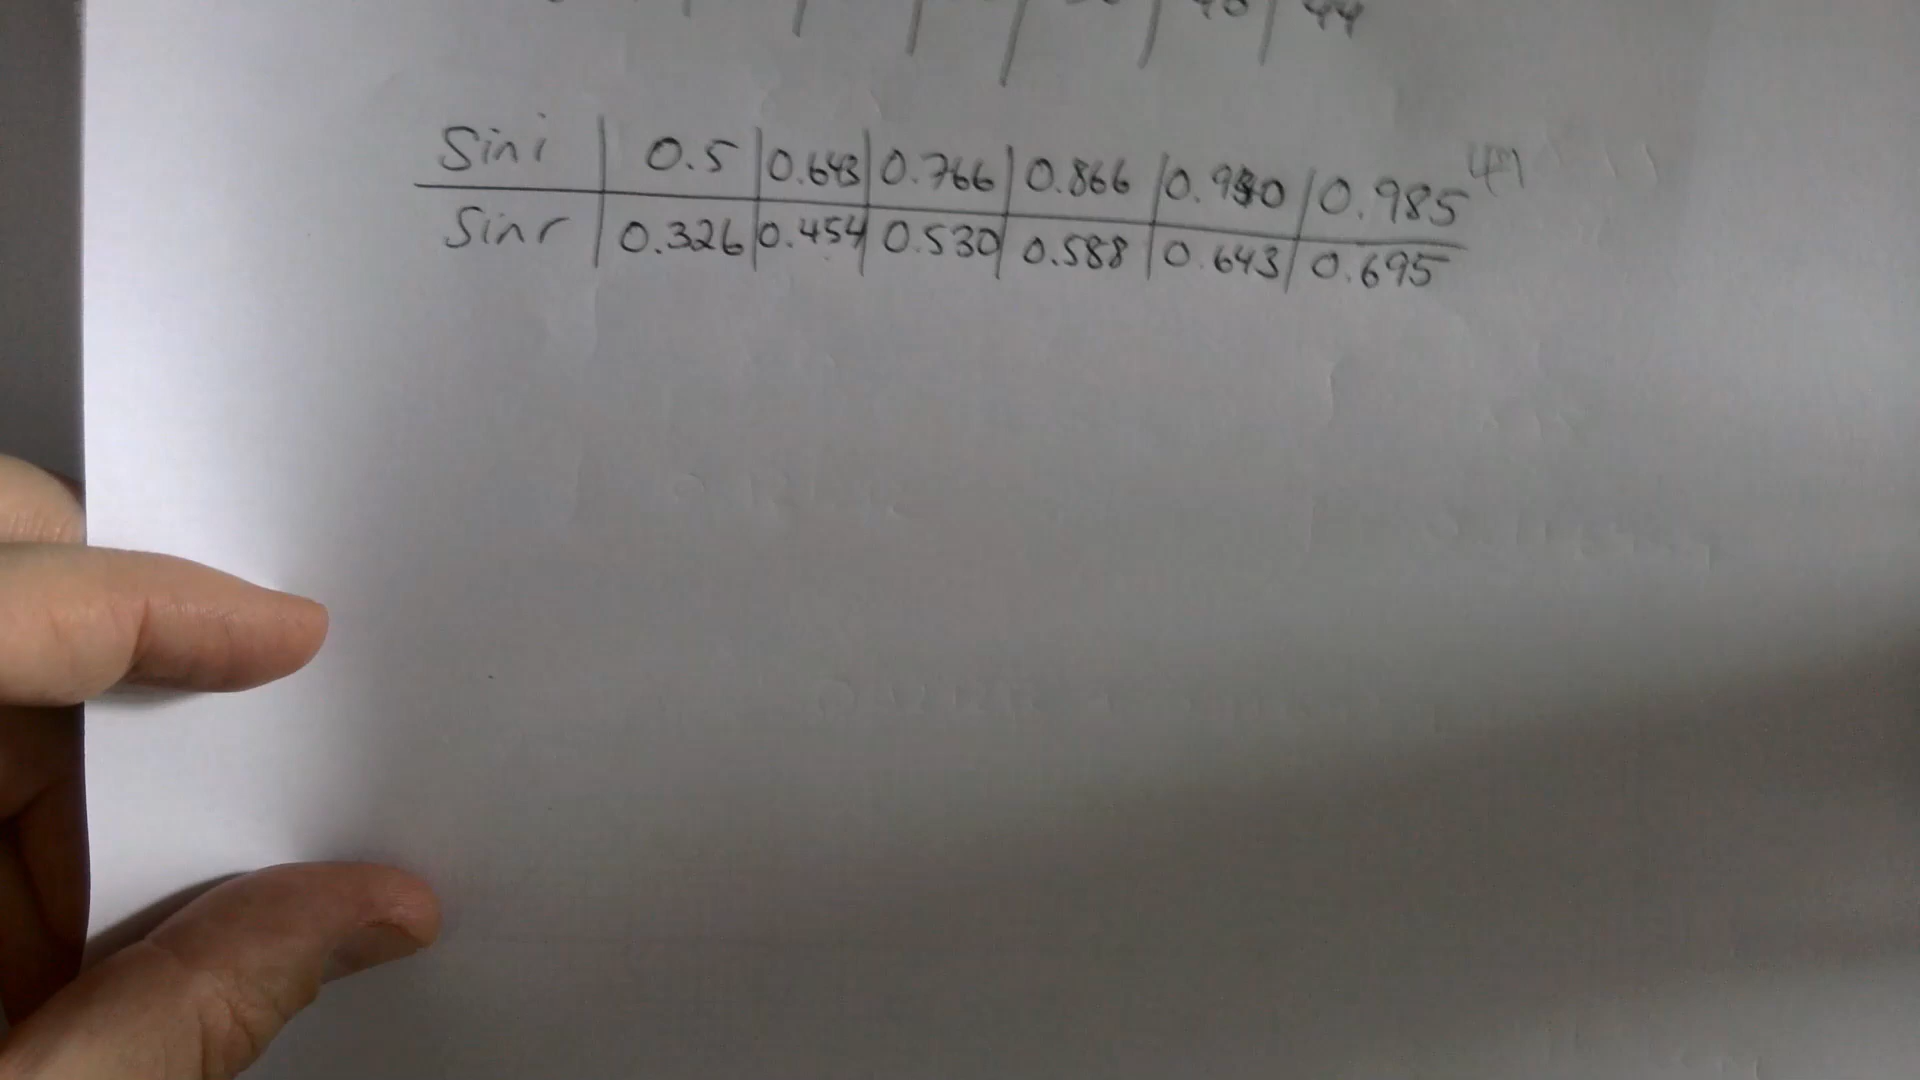 44
Sin i | 0.5 | 0.643 | 0.766 | 0.866 | 0.940 | 0.985
Sin r | 0.326 | 0.454 | 0.530 | 0.588 | 0.643 | 0.695